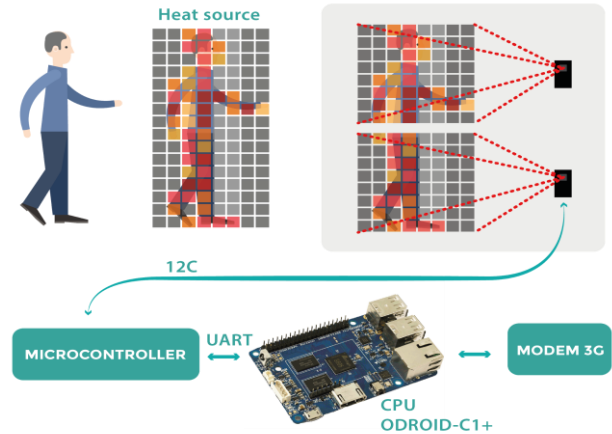 Heat source
12C
MICROCONTROLLER
UART
MODEM 3G
CPU
ODROID-C1+